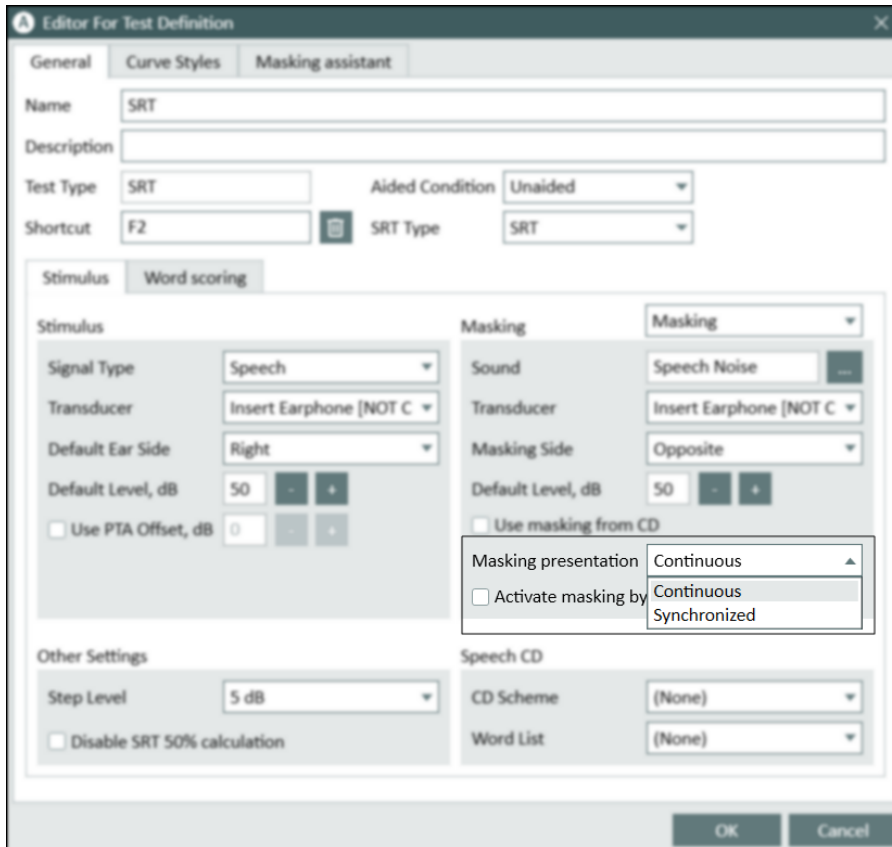 A Editor For Test Definition
General Curve Styles Masking assistant
Name SRT
Description
Test Type SRT Aided Condition Unaided
Shortcut F2 SRT Type SRT
Stimulus Word scoring
Stimulus Masking Masking
Signal Type Speech Sound Speech Noise ...
Transducer Insert Earphone [NOT C Transducer Insert Earphone [NOT C
Default Ear Side Right Masking Side Opposite
Default Level, dB 50 - + Default Level, dB 50 - +
Use PTA Offset, dB 0 - + Use masking from CD
Masking presentation Continuous
Activate masking by Continuous
Synchronized
Other Settings Speech CD
Step Level 5 dB CD Scheme (None)
Disable SRT 50% calculation Word List (None)
OK Cancel